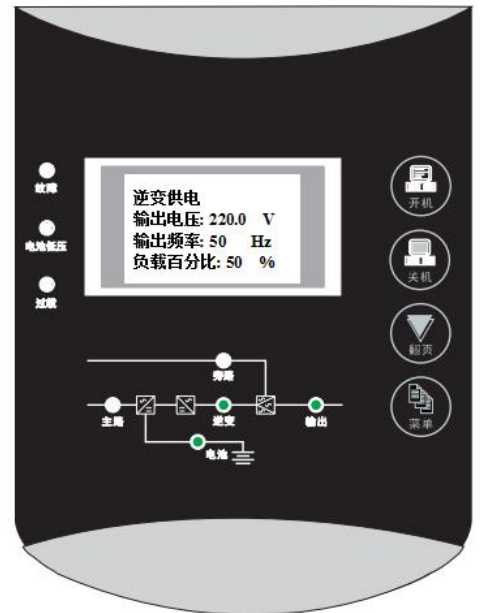 故障
电池低压
过载
逆变供电
输出电压: 220.0 V
输出频率: 50 Hz
负载百分比: 50 %
开机
关机
翻页
菜单
旁路
主路
逆变
输出
电池